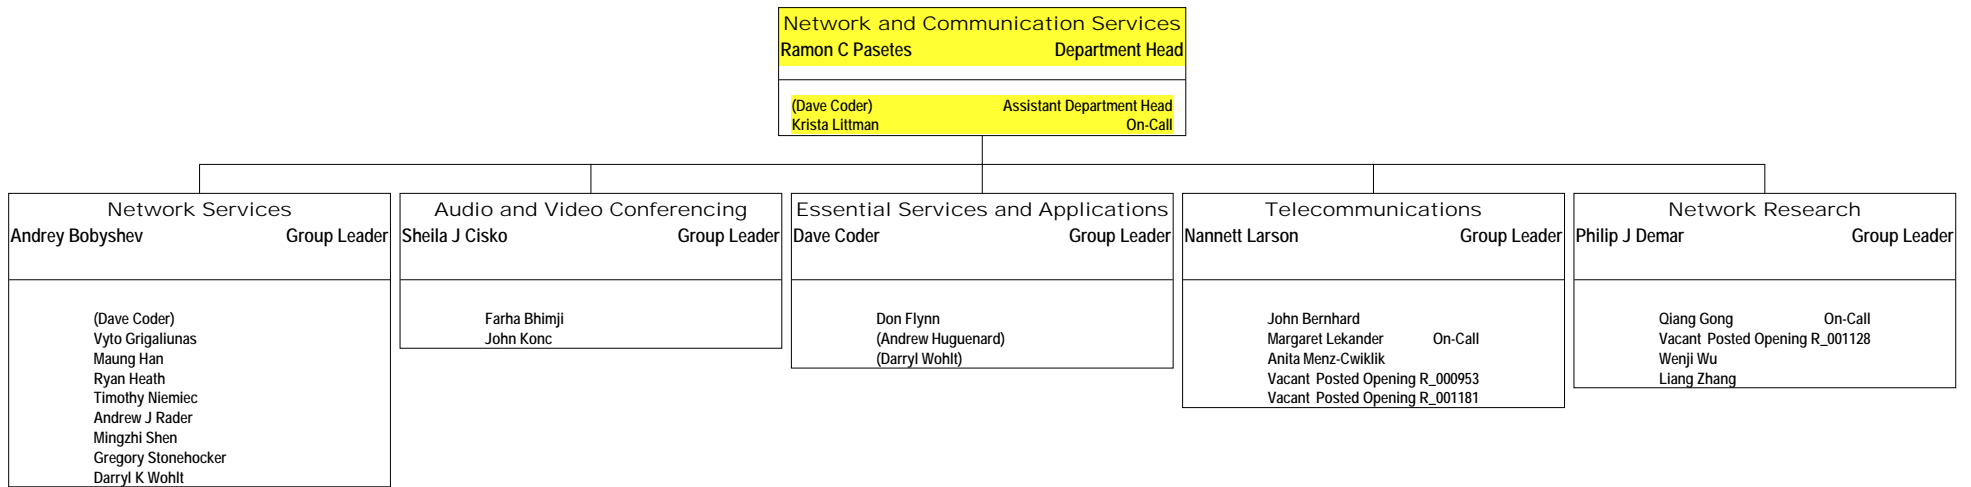 Network and Communication Services
Ramon C Pasetes Department Head
(Dave Coder) Assistant Department Head
Krista Littman On-Call
Network Services
Andrey Bobyshev Group Leader
(Dave Coder)
Vyto Grigaliunas
Maung Han
Ryan Heath
Timothy Niemiec
Andrew J Rader
Mingzhi Shen
Gregory Stonehocker
Darryl K Wohlt
Audio and Video Conferencing
Sheila J Cisko Group Leader
Farha Bhimji
John Konc
Essential Services and Applications
Dave Coder Group Leader
Don Flynn
(Andrew Huguenard)
(Darryl Wohlt)
Telecommunications
Nannett Larson Group Leader
John Bernhard
Margaret Lekander On-Call
Anita Menz-Cwiklik
Vacant Posted Opening R_000953
Vacant Posted Opening R_001181
Network Research
Philip J Demar Group Leader
Qiang Gong On-Call
Vacant Posted Opening R_001128
Wenji Wu
Liang Zhang